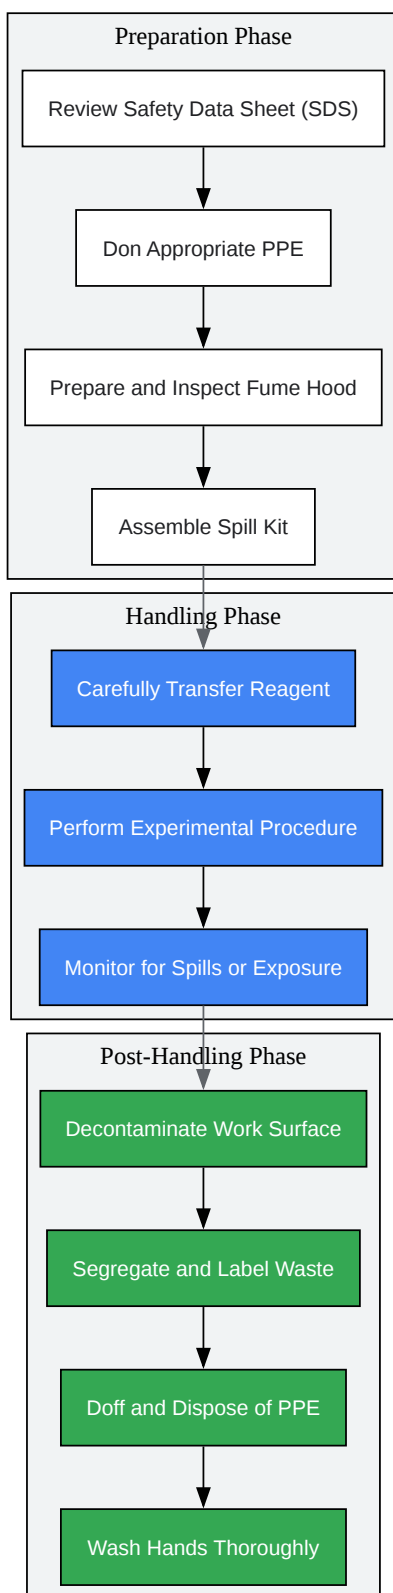 Preparation Phase
Review Safety Data Sheet (SDS)
Don Appropriate PPE
Prepare and Inspect Fume Hood
Assemble Spill Kit
Handling Phase
Carefully Transfer Reagent
Perform Experimental Procedure
Monitor for Spills or Exposure
Post-Handling Phase
Decontaminate Work Surface
Segregate and Label Waste
Doff and Dispose of PPE
Wash Hands Thoroughly